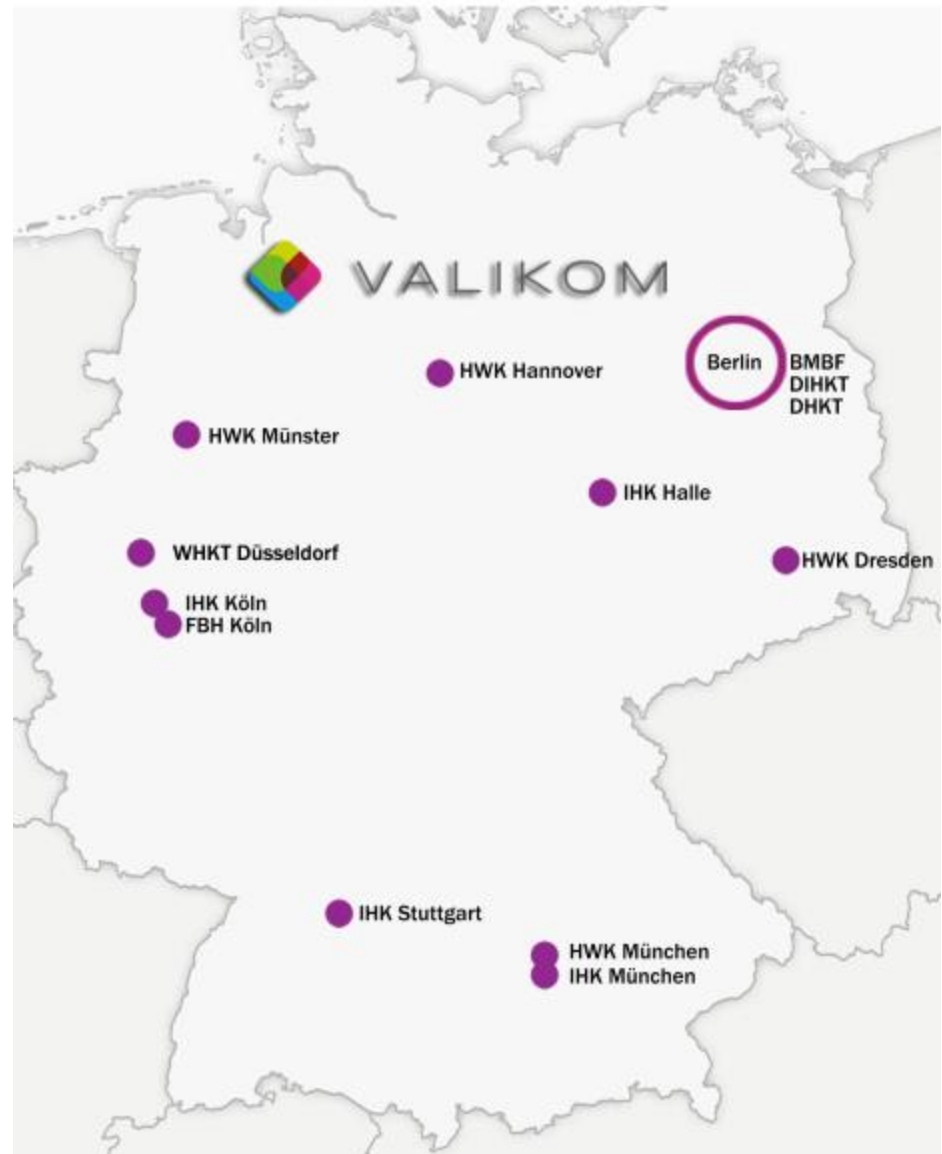 VALIKOM
Berlin
BMBF
DIHKT
DHKT
HWK Hannover
HWK Münster
IHK Halle
WHKT Düsseldorf
HWK Dresden
IHK Köln
FBH Köln
IHK Stuttgart
HWK München
IHK München